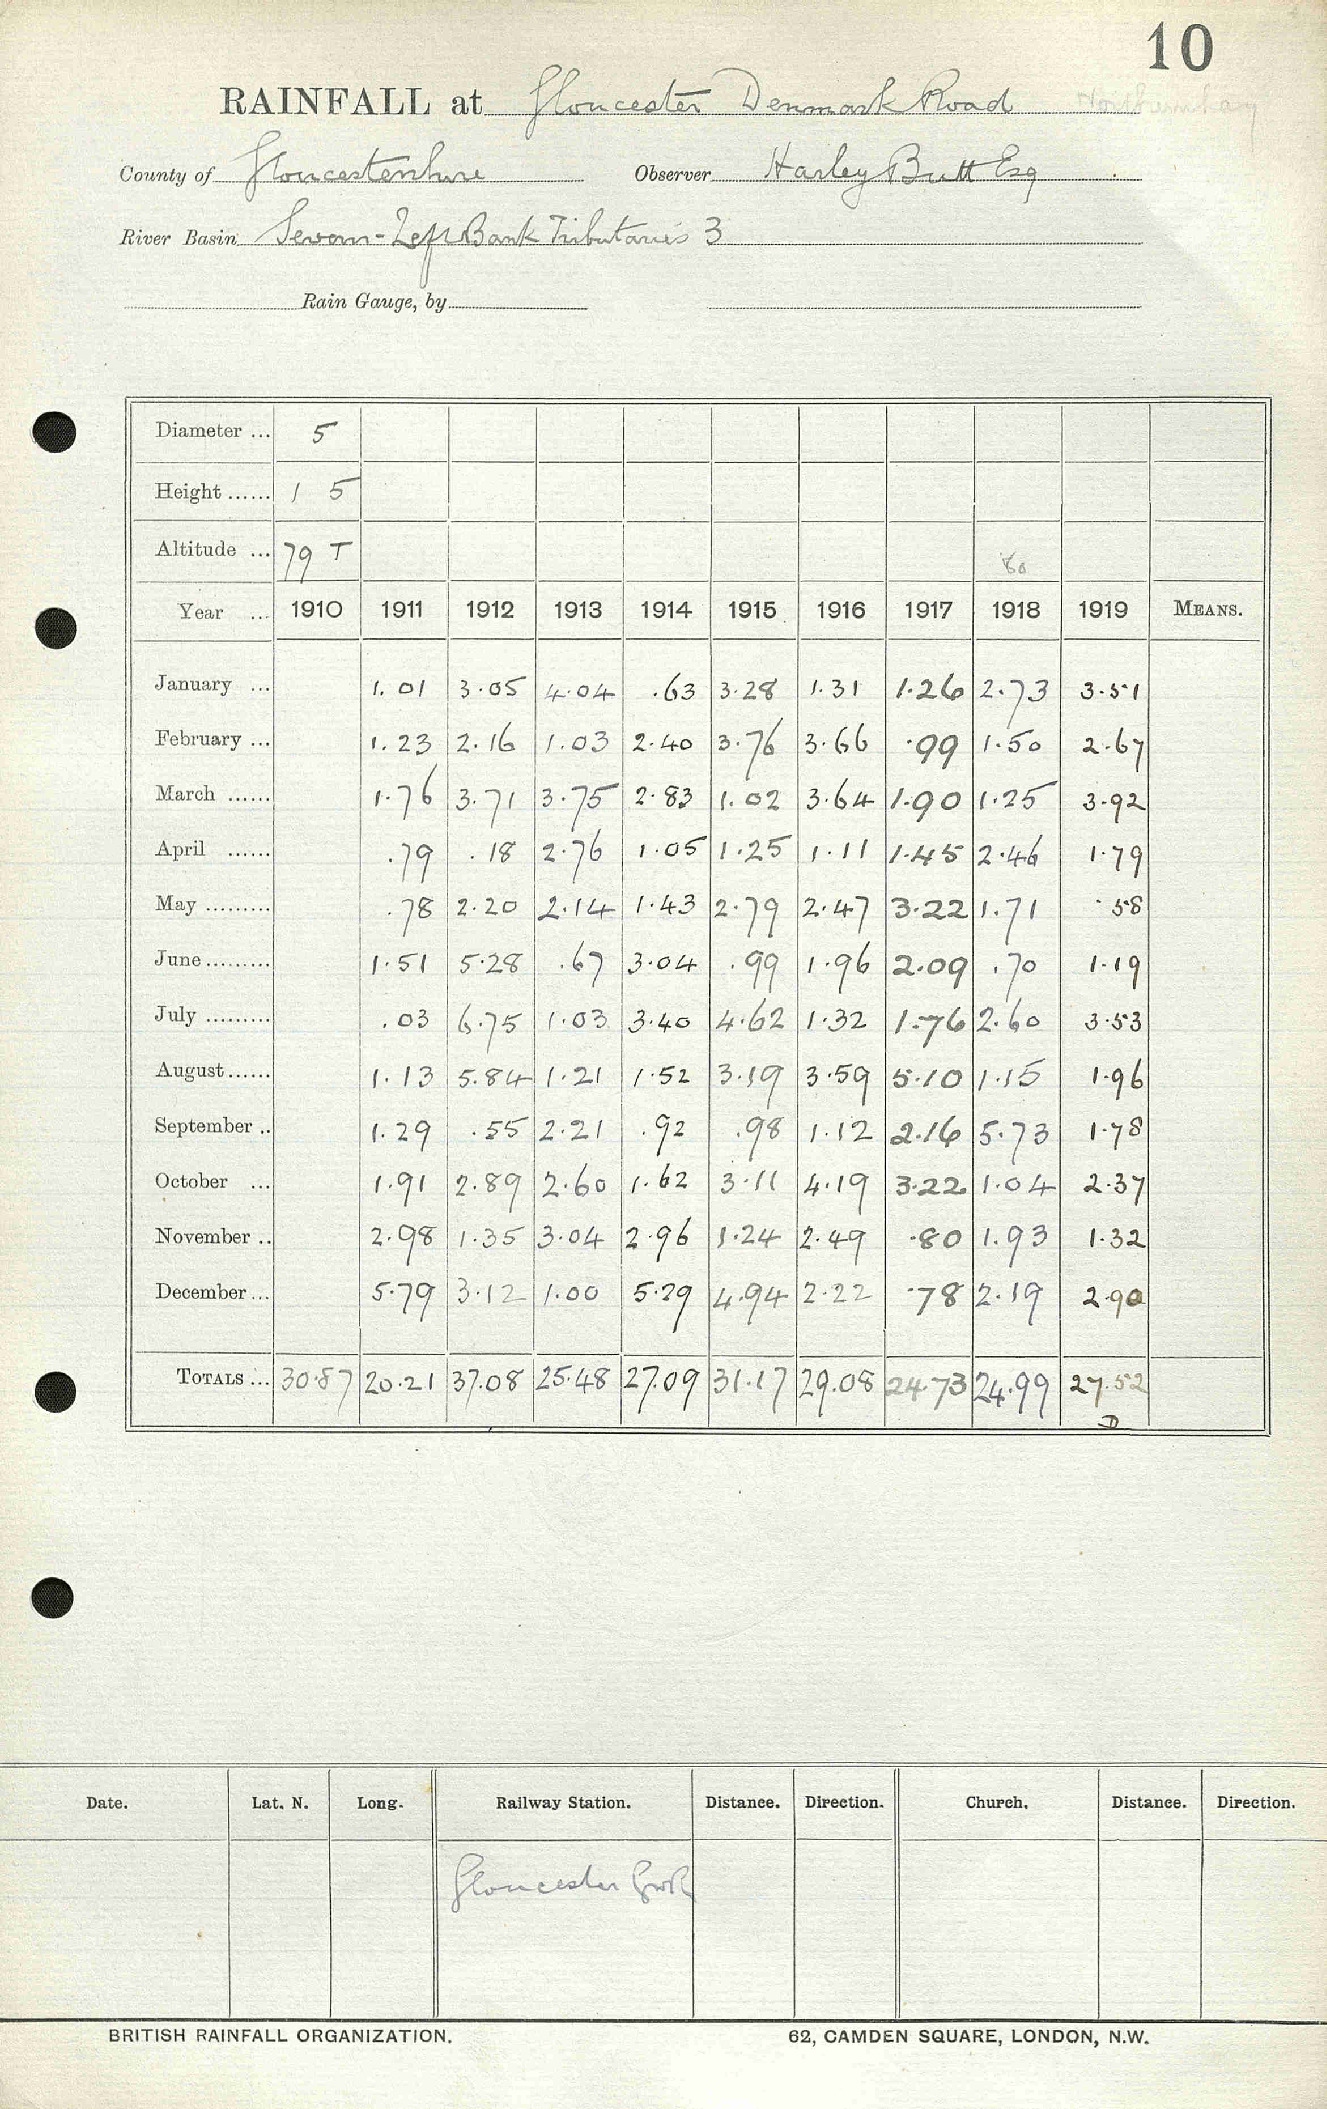 10
RAINFALL at Gloucester Denmark Road
County of Gloucestershire Observer Harley Butt Esq
River Basin Severn - Left Bank Tributaries 3
Rain Gauge, by
Diameter ... 5
Height ...... 1 5
Altitude ... 79 T 80
Year ... 1910 1911 1912 1913 1914 1915 1916 1917 1918 1919 MEANS.
January ... 1.01 3.05 4.04 .63 3.28 1.31 1.26 2.73 3.51
February ... 1.23 2.16 1.03 2.40 3.76 3.66 .99 1.50 2.67
March ...... 1.76 3.71 3.75 2.83 1.02 3.64 1.90 1.25 3.92
April ...... .79 .18 2.76 1.05 1.25 1.11 1.45 2.46 1.79
May ......... .78 2.20 2.14 1.43 2.79 2.47 3.22 1.71 .58
June ......... 1.51 5.28 .67 3.04 .99 1.96 2.09 .70 1.19
July ......... .03 6.75 1.03 3.40 4.62 1.32 1.76 2.60 3.53
August ...... 1.13 5.84 1.21 1.52 3.19 3.59 5.10 1.15 1.96
September .. 1.29 .55 2.21 .92 .98 1.12 2.16 5.73 1.78
October ... 1.91 2.89 2.60 1.62 3.11 4.19 3.22 1.04 2.37
November .. 2.98 1.35 3.04 2.96 1.24 2.49 .80 1.93 1.32
December ... 5.79 3.12 1.00 5.29 4.94 2.22 .78 2.19 2.90
TOTALS ... 30.87 20.21 37.08 25.48 27.09 31.17 29.08 24.73 24.99 27.52
D
Date. Lat. N. Long. Railway Station. Distance. Direction. Church. Distance. Direction.
Gloucester GWR
BRITISH RAINFALL ORGANIZATION. 62, CAMDEN SQUARE, LONDON, N.W.